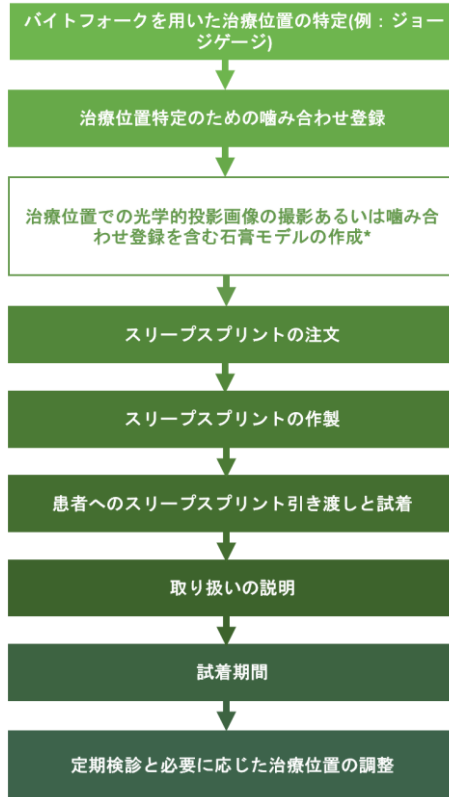 バイトフォークを用いた治療位置の特定(例：ジョー
ジゲージ)
治療位置特定のための噛み合わせ登録
治療位置での光学的投影画像の撮影あるいは噛み合
わせ登録を含む石膏モデルの作成*
スリープスプリントの注文
スリープスプリントの作製
患者へのスリープスプリント引き渡しと試着
取り扱いの説明
試着期間
定期検診と必要に応じた治療位置の調整